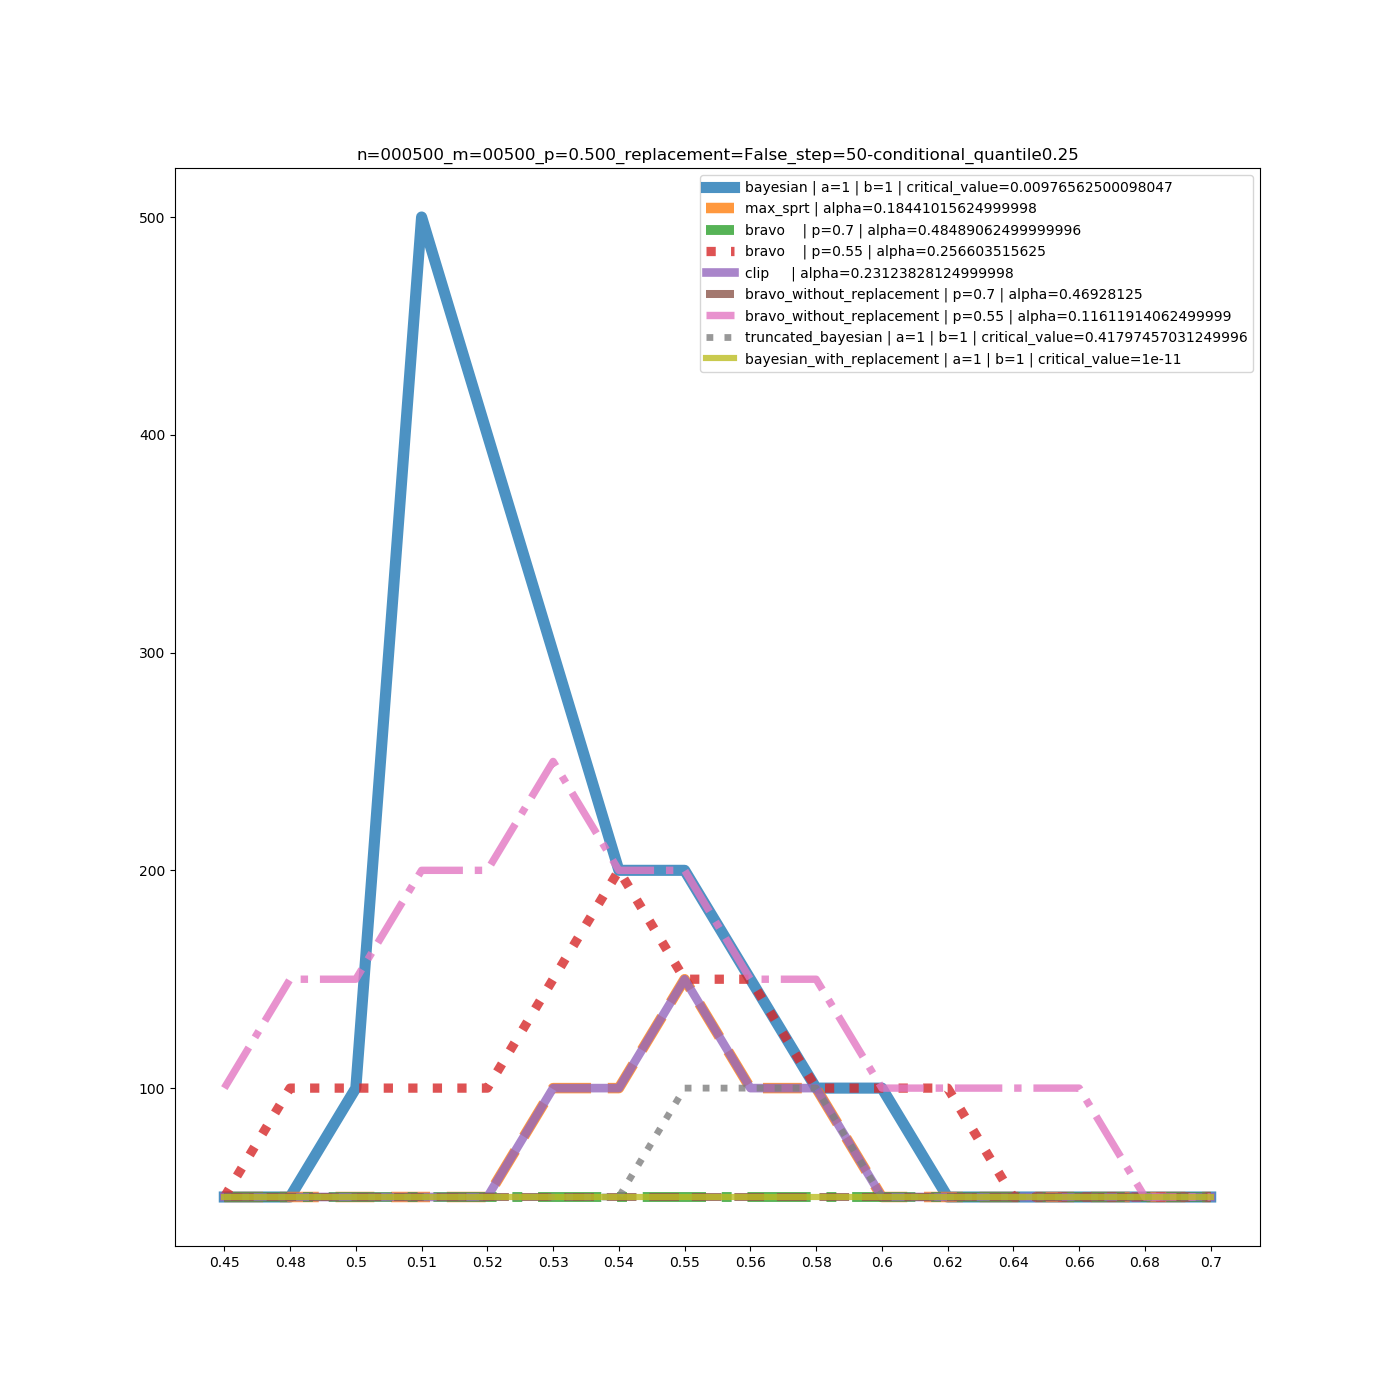 n=000500_m=00500_p=0.500_replacement=False_step=50-conditional_quantile0.25
bayesian | a=1 | b=1 | critical_value=0.00976562500098047
max_sprt | alpha=0.18441015624999998
bravo    | p=0.7 | alpha=0.48489062499999996
bravo    | p=0.55 | alpha=0.256603515625
clip     | alpha=0.23123828124999998
bravo_without_replacement | p=0.7 | alpha=0.46928125
bravo_without_replacement | p=0.55 | alpha=0.11611914062499999
truncated_bayesian | a=1 | b=1 | critical_value=0.41797457031249996
bayesian_with_replacement | a=1 | b=1 | critical_value=1e-11
500
400
300
200
100
0.45 0.48 0.5 0.51 0.52 0.53 0.54 0.55 0.56 0.58 0.6 0.62 0.64 0.66 0.68 0.7